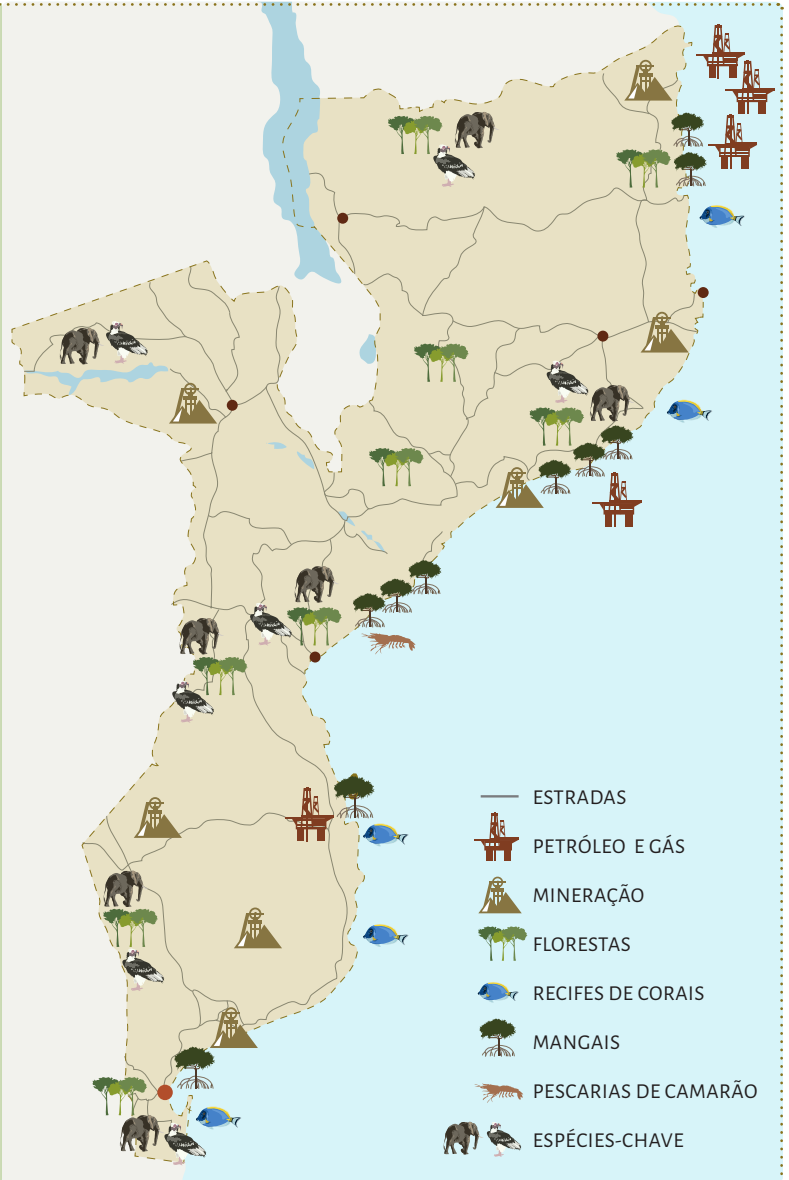 ESTRADAS
PETRÓLEO E GÁS
MINERAÇÃO
FLORESTAS
RECIFES DE CORAIS
MANGAIS
PESCARIAS DE CAMARÃO
ESPÉCIES-CHAVE